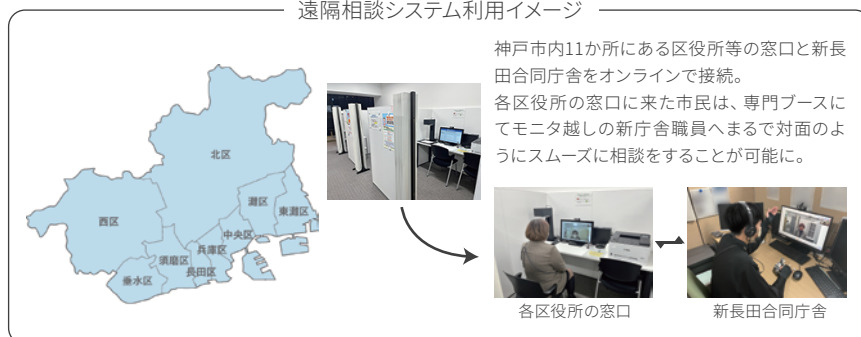 遠隔相談システム利用イメージ
神戸市内11か所にある区役所等の窓口と新長
田合同庁舎をオンラインで接続。
各区役所の窓口に来た市民は、専門ブースに
てモニタ越しの新庁舎職員へまるで対面のよ
うにスムーズに相談をすることが可能に。
北区
西区
灘区
東灘区
中央区
兵庫区
須磨区
長田区
垂水区
各区役所の窓口
新長田合同庁舎